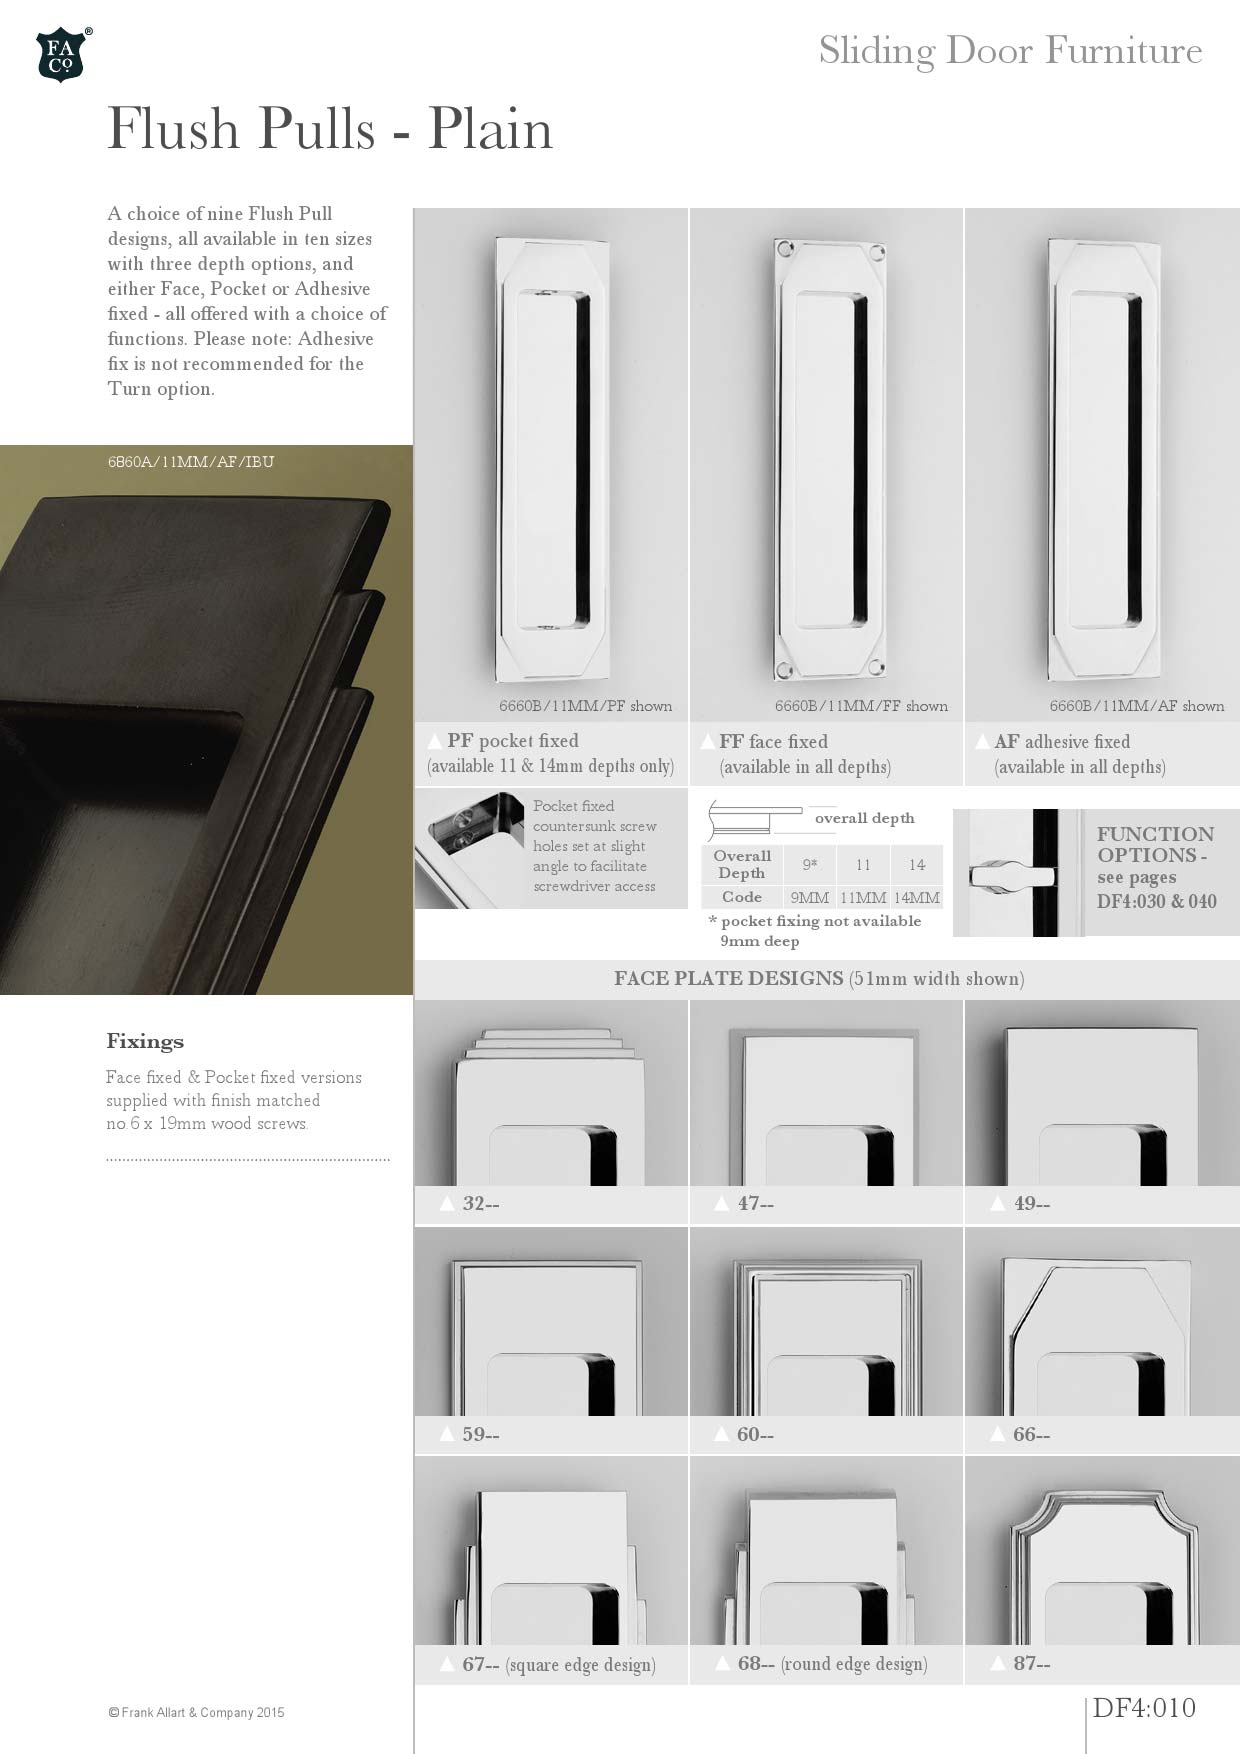 FA
Co.
®
Sliding Door Furniture
Flush Pulls - Plain
A choice of nine Flush Pull
designs, all available in ten sizes
with three depth options, and
either Face, Pocket or Adhesive
fixed - all offered with a choice of
functions. Please note: Adhesive
fix is not recommended for the
Turn option.
6860A/11MM/AF/IBU
6660B/11MM/PF shown
6660B/11MM/FF shown
6660B/11MM/AF shown
PF pocket fixed
(available 11 & 14mm depths only)
FF face fixed
(available in all depths)
AF adhesive fixed
(available in all depths)
Pocket fixed
countersunk screw
holes set at slight
angle to facilitate
screwdriver access
overall depth
Overall Depth 9* 11 14
Code 9MM 11MM 14MM
* pocket fixing not available
9mm deep
FUNCTION
OPTIONS -
see pages
DF4:030 & 040
FACE PLATE DESIGNS (51mm width shown)
Fixings
Face fixed & Pocket fixed versions
supplied with finish matched
no.6 x 19mm wood screws.
32--
47--
49--
59--
60--
66--
67-- (square edge design)
68-- (round edge design)
87--
© Frank Allart & Company 2015
DF4:010